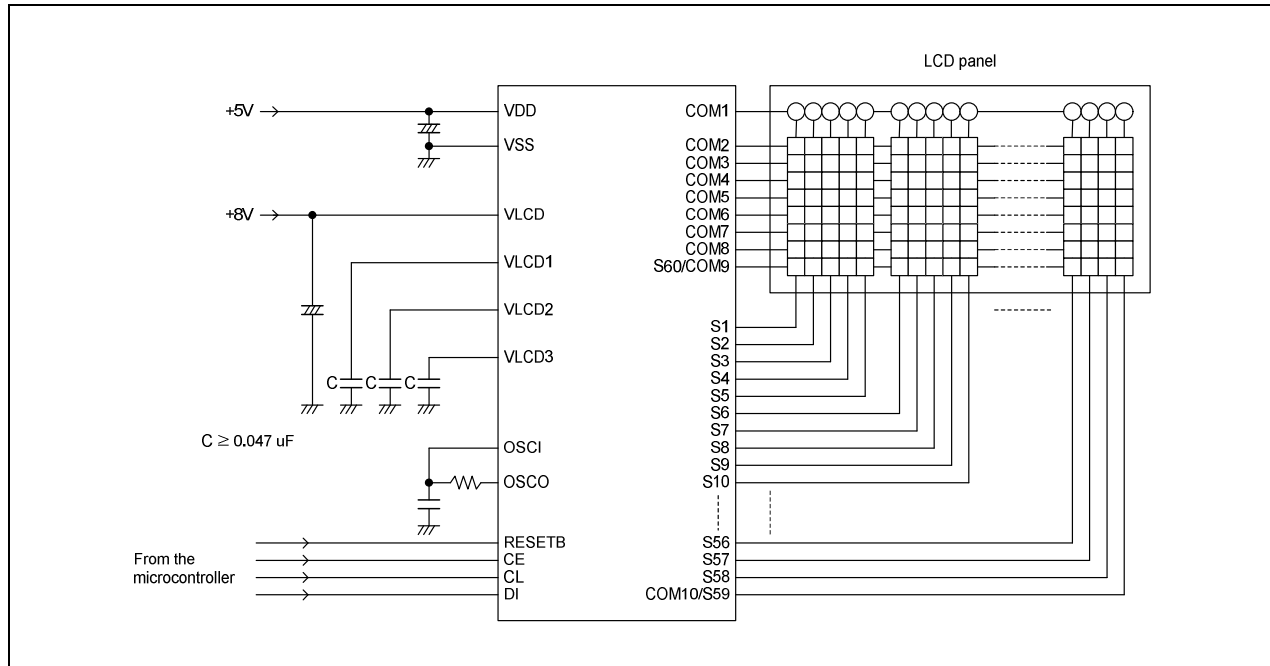 LCD panel
+5V
VDD
COM1
VSS
COM2
COM3
COM4
COM5
COM6
COM7
COM8
S60/COM9
+8V
VLCD
VLCD1
VLCD2
VLCD3
C
C
C
C ≥ 0.047 uF
S1
S2
S3
S4
S5
S6
S7
S8
S9
S10
OSCI
OSCO
From the
microcontroller
RESETB
CE
CL
DI
S56
S57
S58
COM10/S59